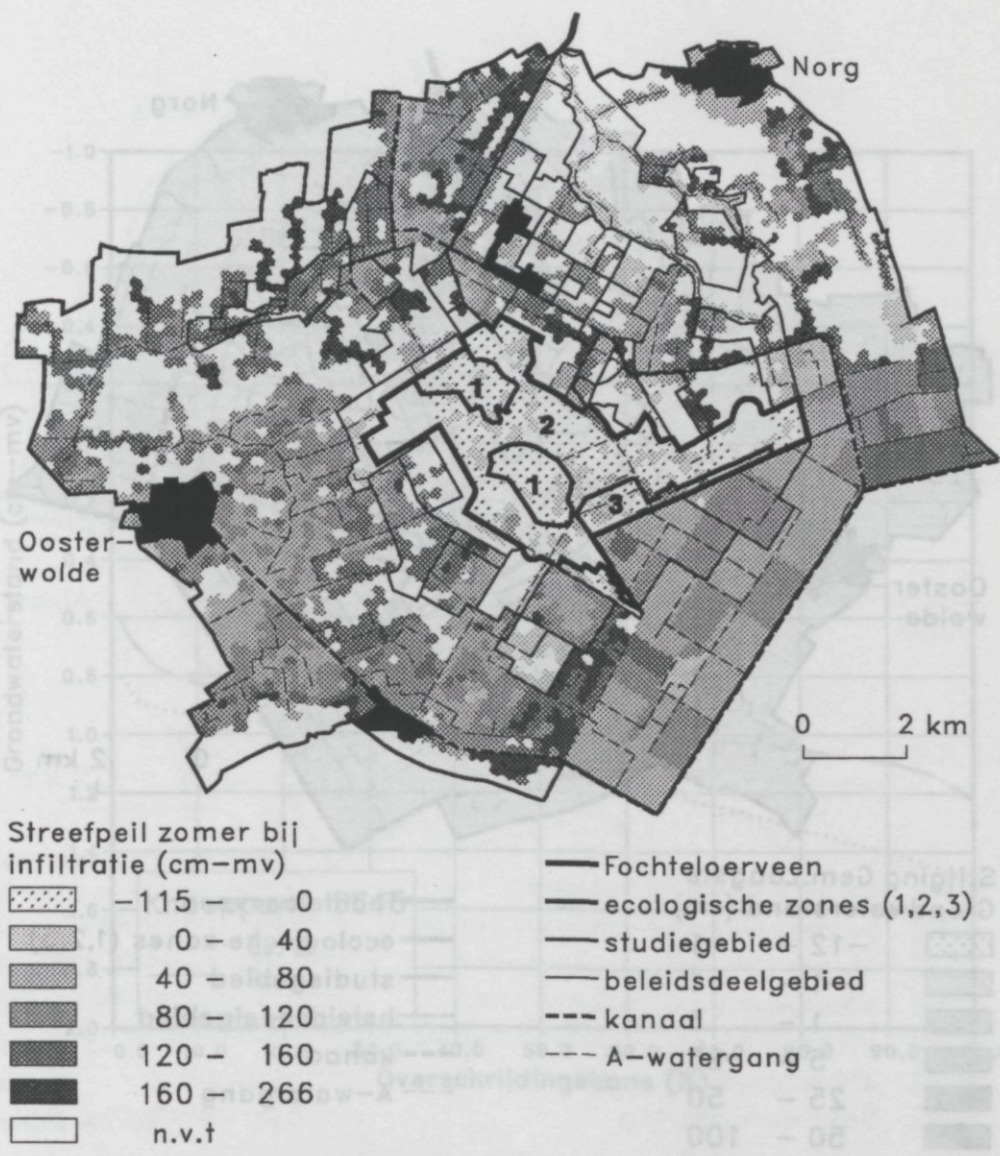 Norg
1
2
1
3
Ooster-
wolde
0 2 km
Streefpeil zomer bij
infiltratie (cm-mv)
-15 - 0
0 - 40
40 - 80
80 - 120
120 - 160
160 - 266
n.v.t
Fochteloerveen
ecologische zones (1,2,3)
studiegebied
beleidsdeelgebied
kanaal
A-watergang